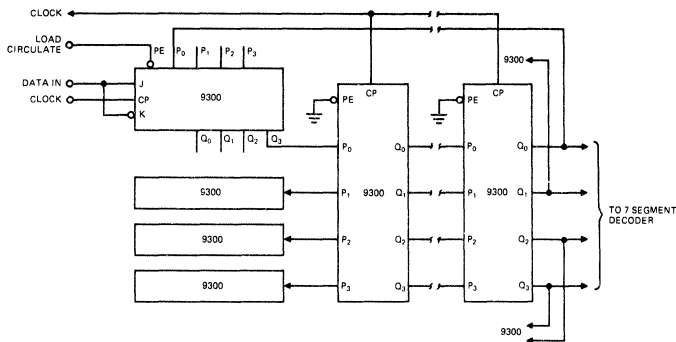 CLOCK
LOAD
CIRCULATE
PE P0 P1 P2 P3
9300
DATA IN
J
CP
CLOCK
K
9300
Q0 Q1 Q2 Q3
CP
PE
CP
PE
P0 Q0 P0 Q0
9300
P1 9300 Q1 P1 9300 Q1
TO 7 SEGMENT
DECODER
9300
P2 Q2 P2 Q2
9300
P3 Q3 P3 Q3
9300